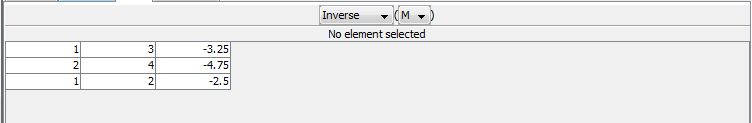 Inverse (M)
No element selected
1 3 -3.25
2 4 -4.75
1 2 -2.5